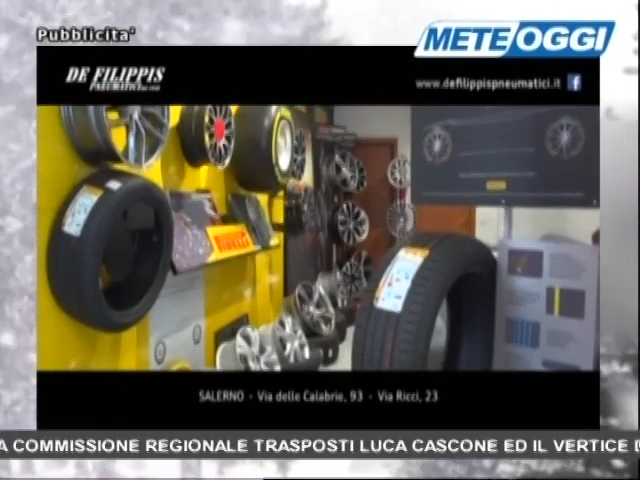 Pubblicita'
METEOGGI
DE FILIPPIS
PNEUMATICI
www.defilippispneumatici.it
PIRELLI
SALERNO - Via delle Calabrie, 93 - Via Ricci, 23
A COMMISSIONE REGIONALE TRASPORTI LUCA CASCONE ED IL VERTICE